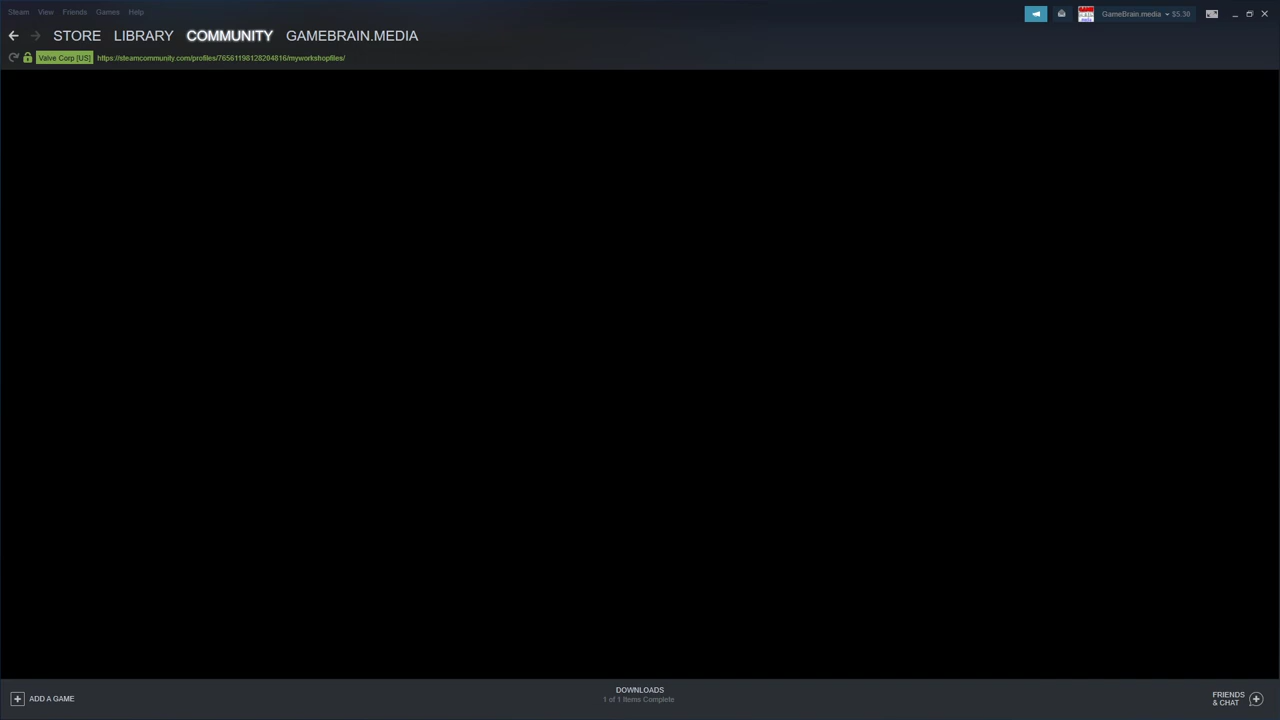 Steam View Friends Games Help
GameBrain.media $5.30
STORE LIBRARY COMMUNITY GAMEBRAIN.MEDIA
Valve Corp [US] https://steamcommunity.com/profiles/76561198128204816/myworkshopfiles/
ADD A GAME
DOWNLOADS
1 of 1 Items Complete
FRIENDS
& CHAT